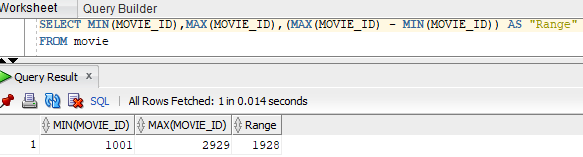 Worksheet Query Builder
SELECT MIN(MOVIE_ID),MAX(MOVIE_ID),(MAX(MOVIE_ID) - MIN(MOVIE_ID)) AS "Range"
FROM movie
Query Result x
SQL | All Rows Fetched: 1 in 0.014 seconds
MIN(MOVIE_ID) MAX(MOVIE_ID) Range
1 1001 2929 1928